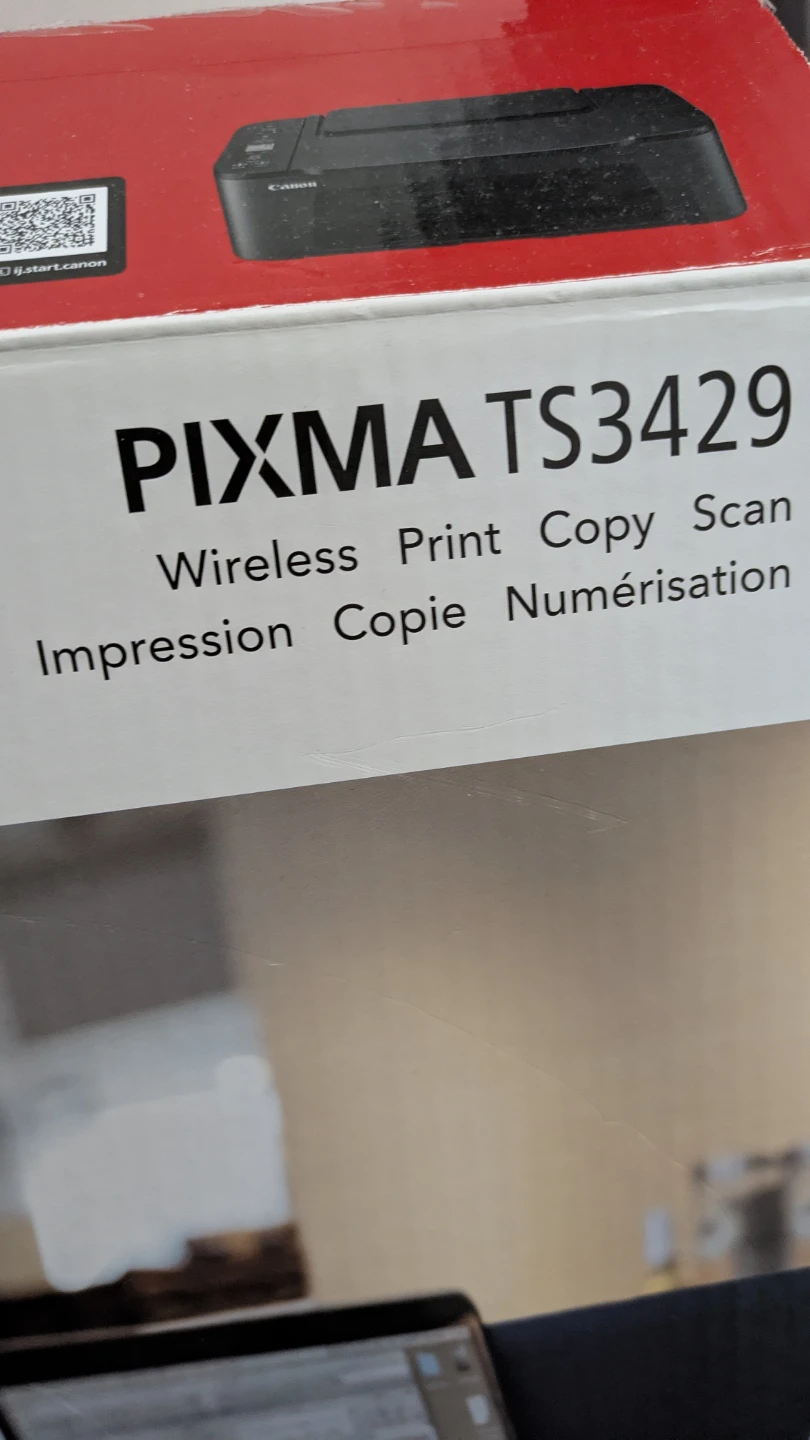 Canon
ij.start.canon
PIXMA TS3429
Wireless Print Copy Scan
Impression Copie Numérisation